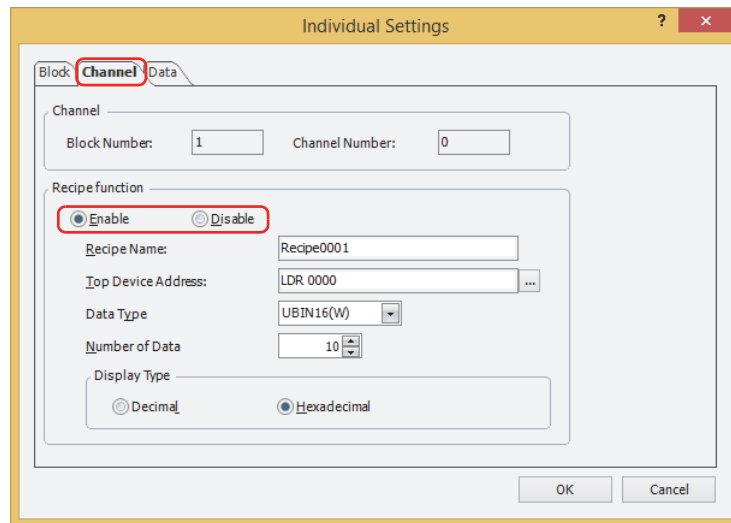 Individual Settings
?
×
Block Channel Data
Channel
Block Number: 1 Channel Number: 0
Recipe function
Enable Disable
Recipe Name: Recipe0001
Top Device Address: LDR 0000 ...
Data Type UBIN16(W)
Number of Data 10
Display Type
Decimal Hexadecimal
OK Cancel